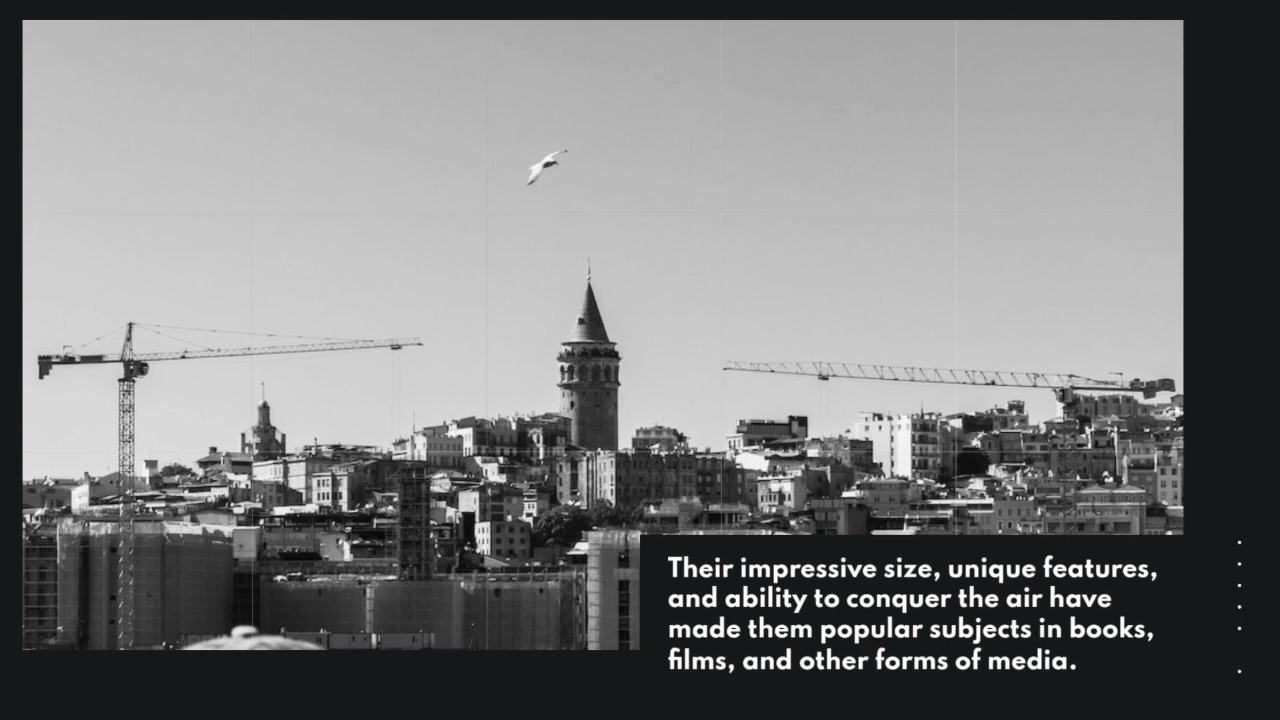 Their impressive size, unique features,
and ability to conquer the air have
made them popular subjects in books,
films, and other forms of media.